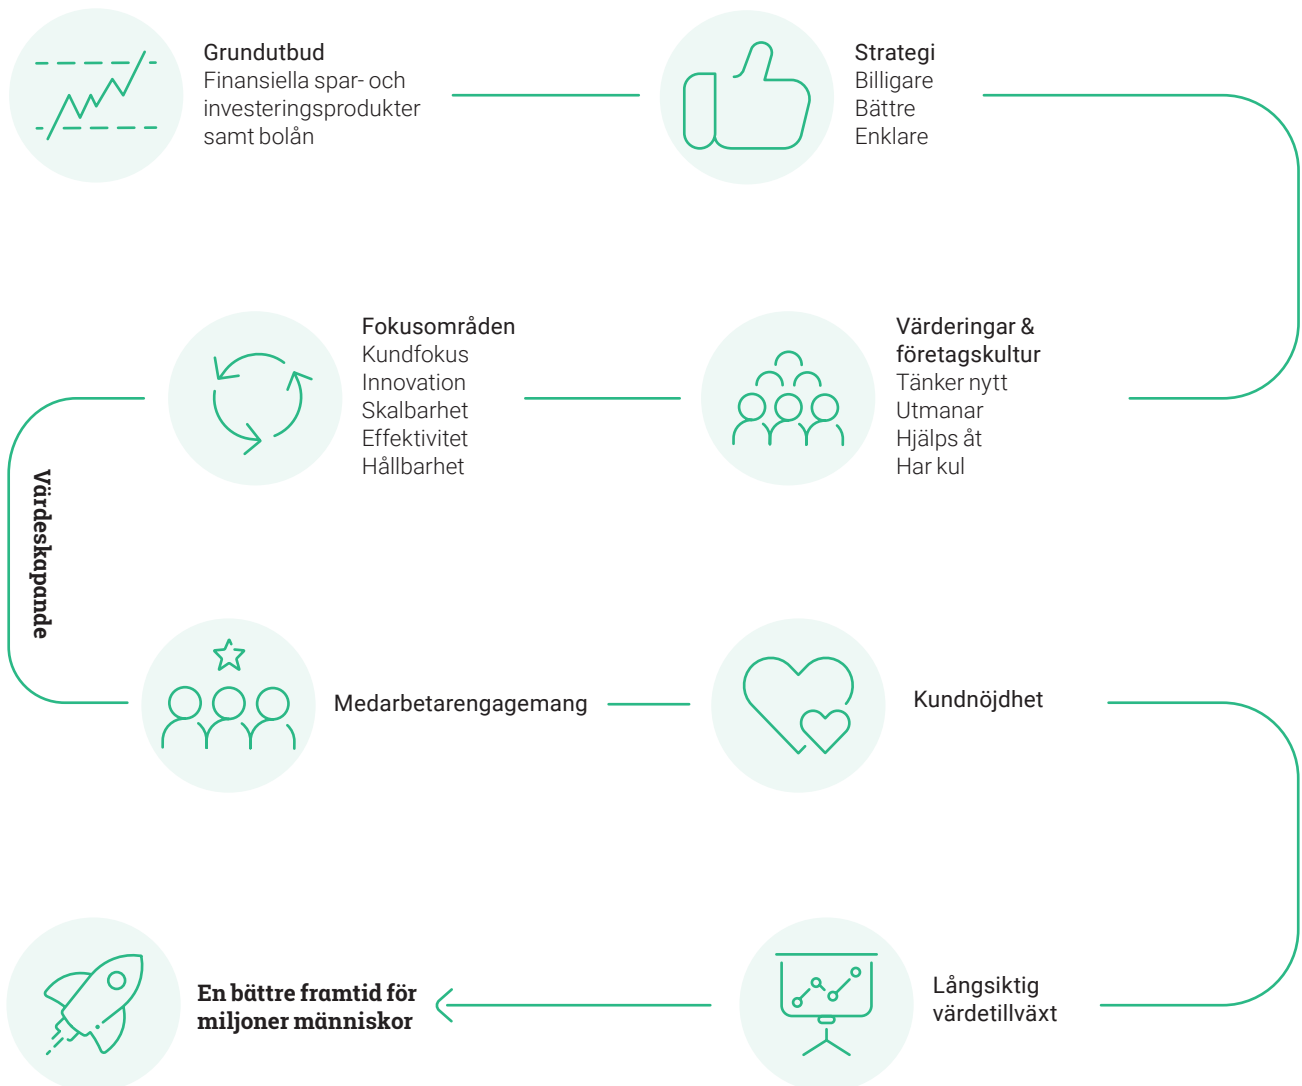 Grundutbud
Finansiella spar- och
investeringsprodukter
samt bolån
Strategi
Billigare
Bättre
Enklare
Värderingar &
företagskultur
Tänker nytt
Utmanar
Hjälps åt
Har kul
Fokusområden
Kundfokus
Innovation
Skalbarhet
Effektivitet
Hållbarhet
Värdeskapande
Medarbetarengagemang
Kundnöjdhet
Långsiktig
värdetillväxt
En bättre framtid för
miljoner människor